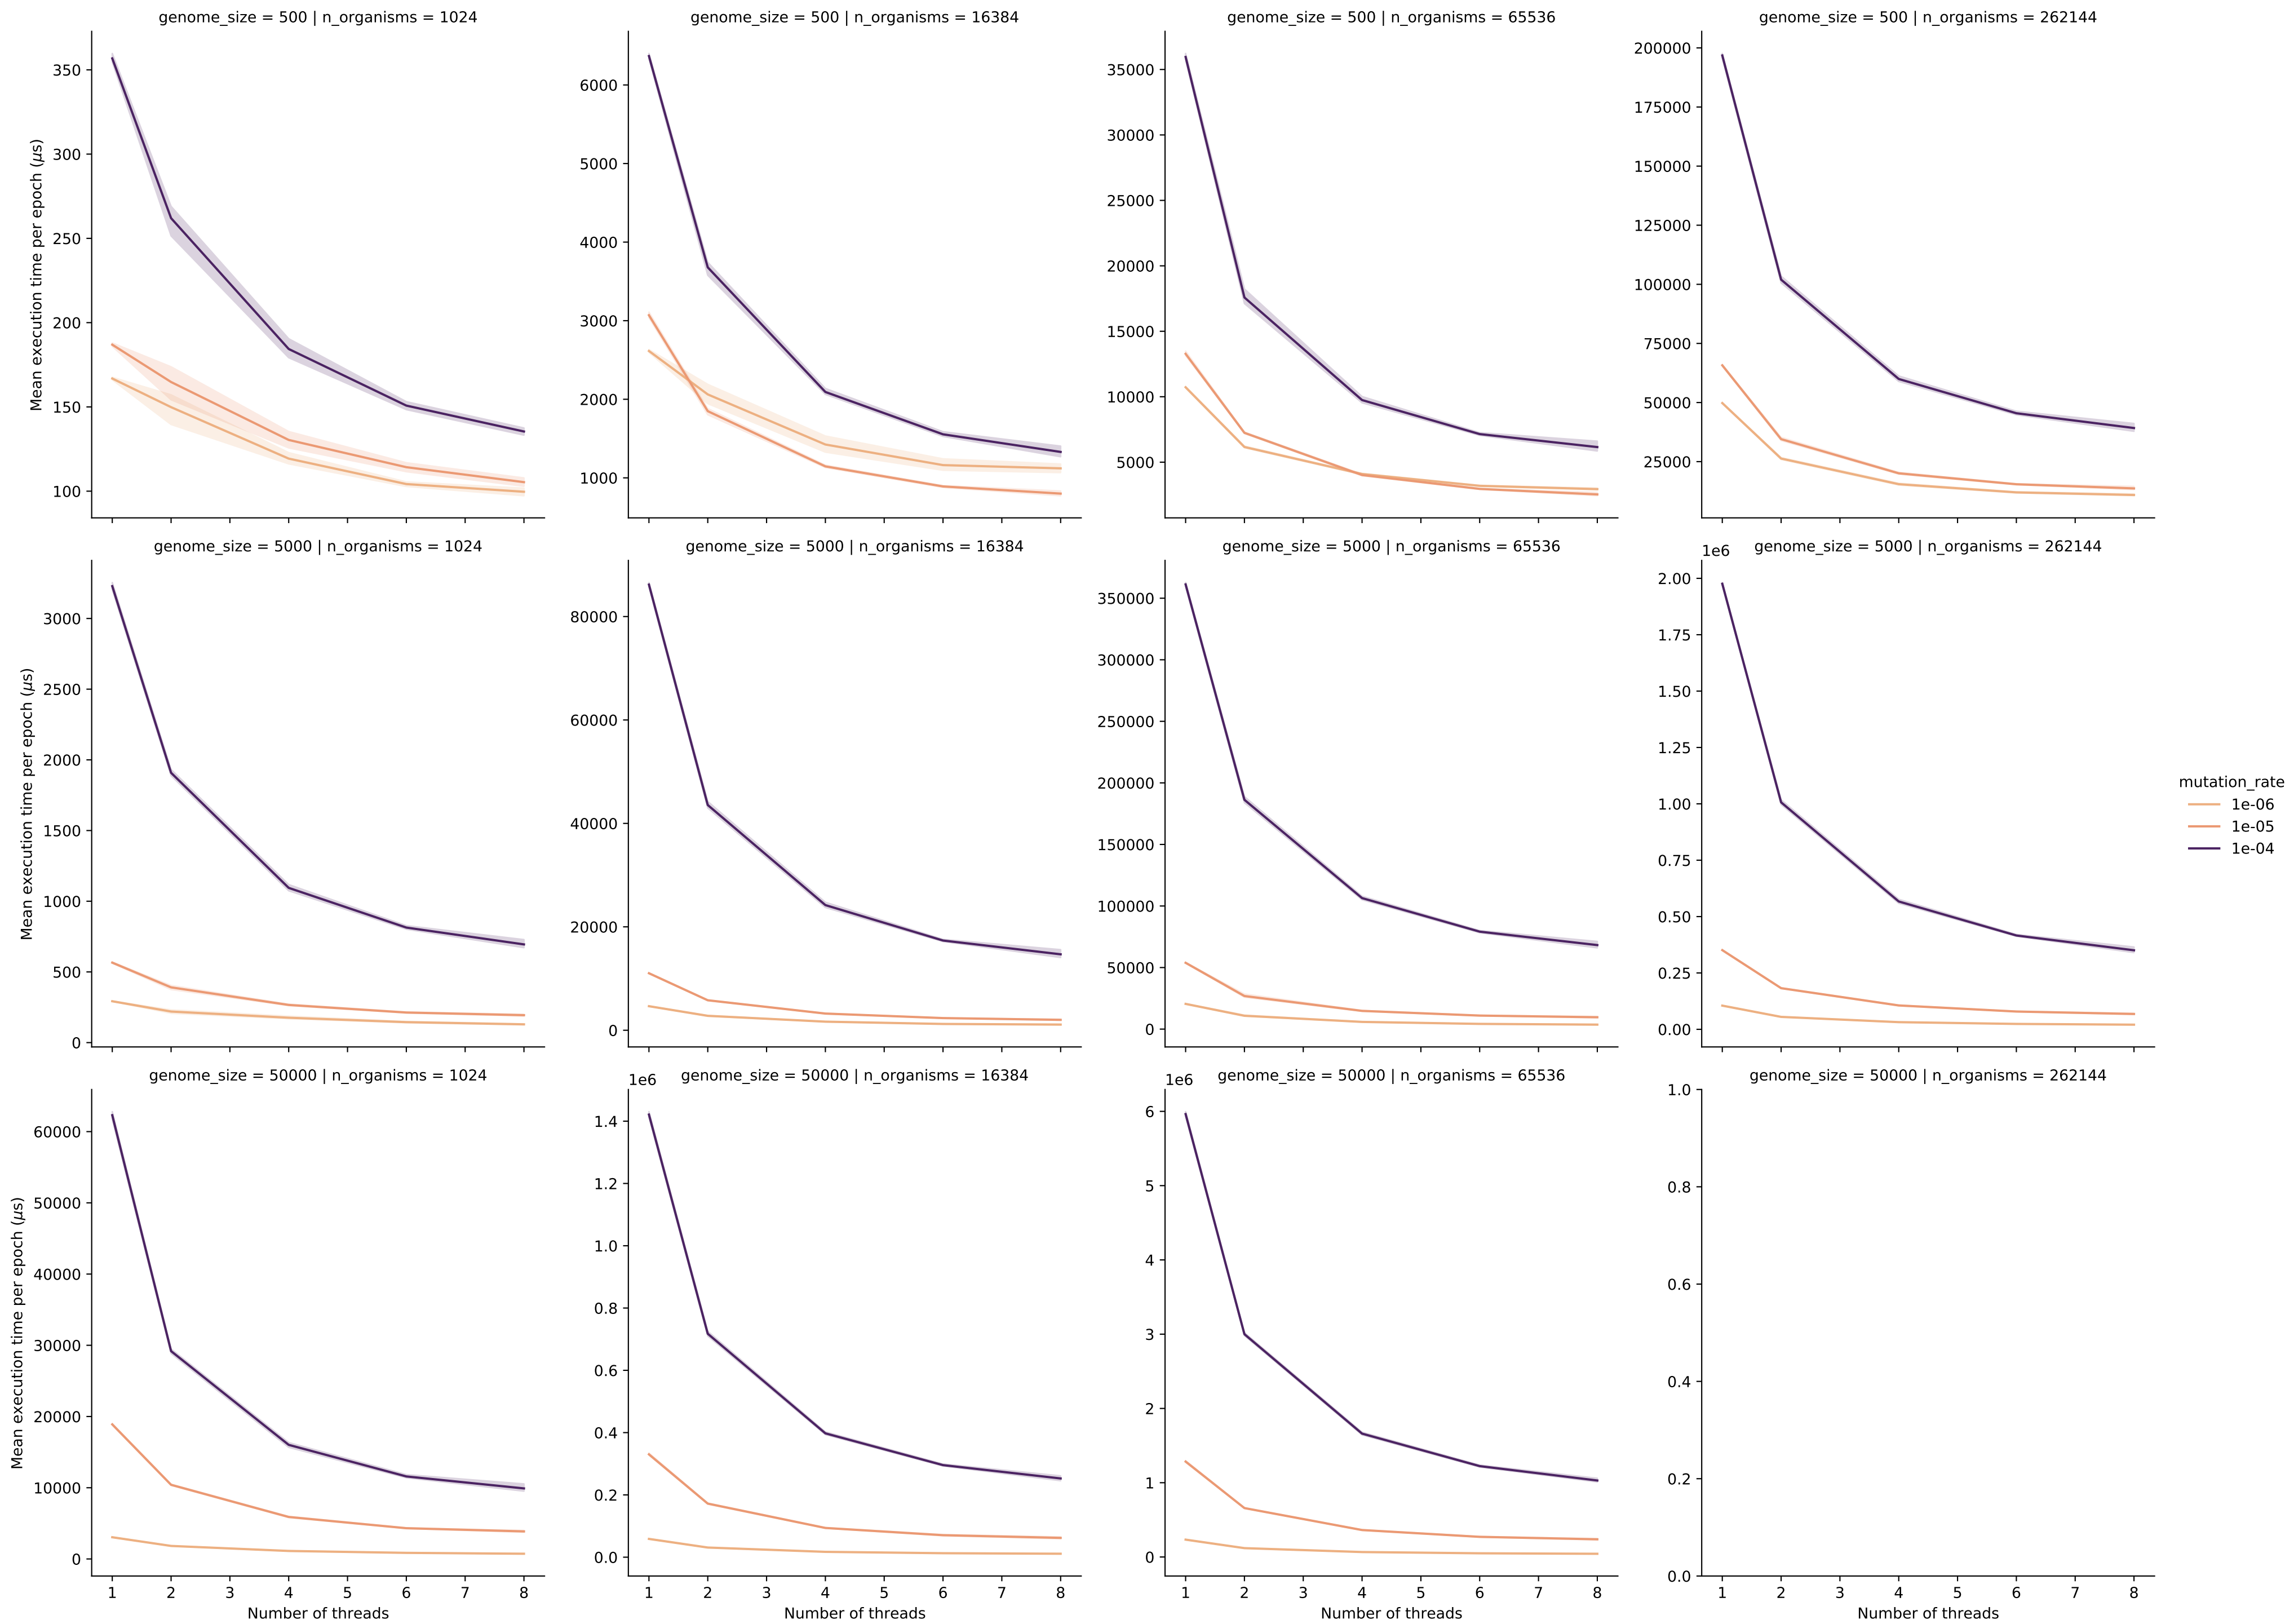 genome_size = 500 | n_organisms = 1024
genome_size = 500 | n_organisms = 16384
genome_size = 500 | n_organisms = 65536
genome_size = 500 | n_organisms = 262144
Mean execution time per epoch (μs)
350
300
250
200
150
100
6000
5000
4000
3000
2000
1000
35000
30000
25000
20000
15000
10000
5000
200000
175000
150000
125000
100000
75000
50000
25000
genome_size = 5000 | n_organisms = 1024
genome_size = 5000 | n_organisms = 16384
genome_size = 5000 | n_organisms = 65536
1e6
genome_size = 5000 | n_organisms = 262144
Mean execution time per epoch (μs)
3000
2500
2000
1500
1000
500
0
80000
60000
40000
20000
0
350000
300000
250000
200000
150000
100000
50000
0
2.00
1.75
1.50
1.25
1.00
0.75
0.50
0.25
0.00
mutation_rate
1e-06
1e-05
1e-04
genome_size = 50000 | n_organisms = 1024
1e6
genome_size = 50000 | n_organisms = 16384
1e6
genome_size = 50000 | n_organisms = 65536
genome_size = 50000 | n_organisms = 262144
Mean execution time per epoch (μs)
60000
50000
40000
30000
20000
10000
0
1.4
1.2
1.0
0.8
0.6
0.4
0.2
0.0
6
5
4
3
2
1
0
1.0
0.8
0.6
0.4
0.2
0.0
1 2 3 4 5 6 7 8
1 2 3 4 5 6 7 8
1 2 3 4 5 6 7 8
1 2 3 4 5 6 7 8
Number of threads
Number of threads
Number of threads
Number of threads